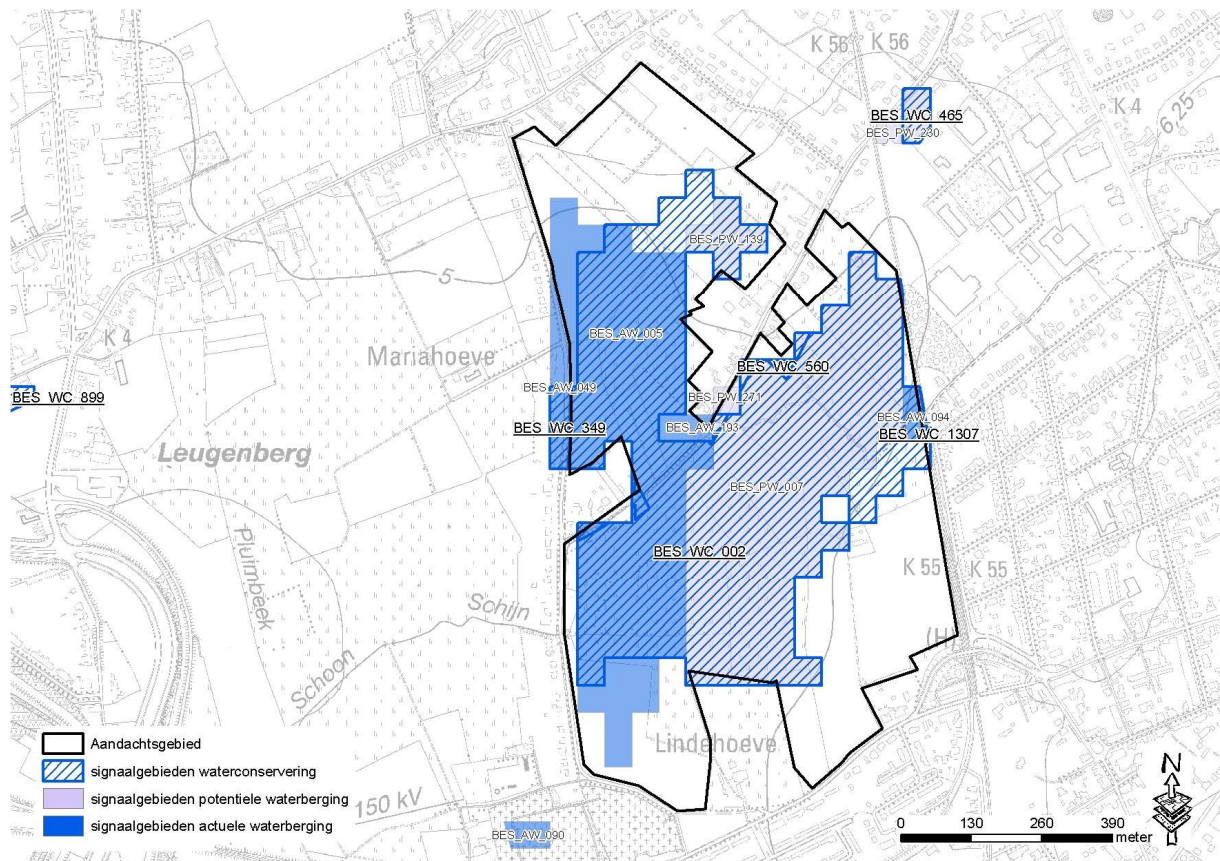 K 56
K 56
BES_WC_465
BES_PW_230
K 4
6,25
BES_PW_139
5
BES_AW_005
K 4
Mariahoeve
BES_WC_560
BES_AW_049
BES_PW_271
BES_WC_899
BES_AW_094
BES_WC_349
BES_AW_193
BES_WC_1307
Leugenberg
BES_PW_007
Pluimbeek
BES_WC_002
K 55
K 55
Schijn
Schoon
(H)
Lindehoeve
Aandachtsgebied
signaalgebieden waterconservering
signaalgebieden potentiele waterberging
signaalgebieden actuele waterberging
150 kV
BES_AW_090
N
0 130 260 390
meter